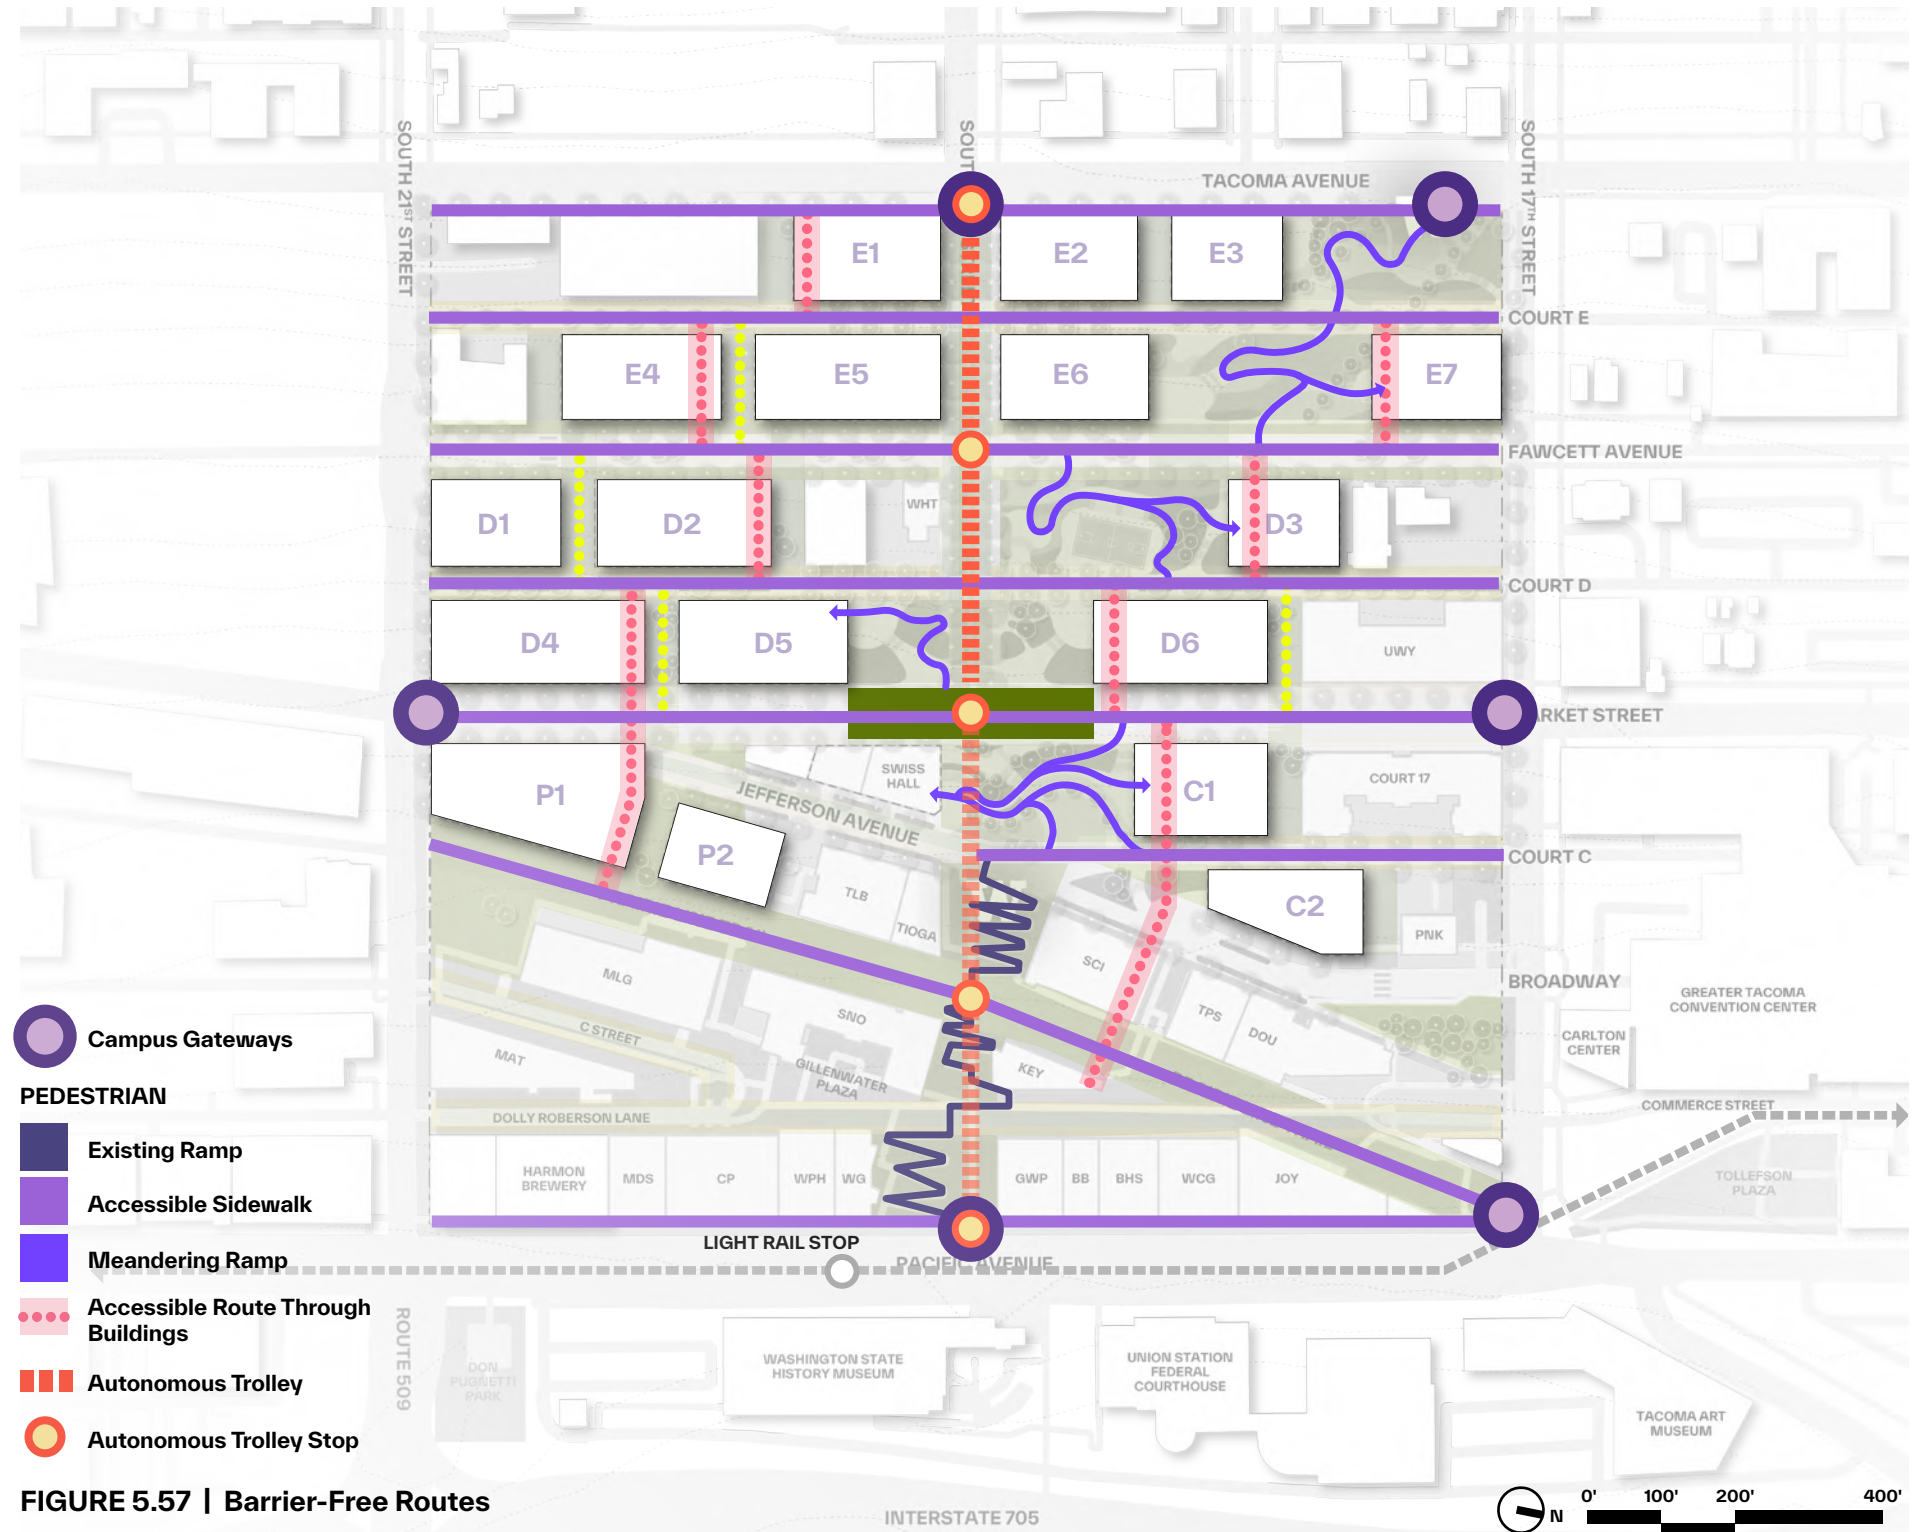 SOUTH 21ST STREET
SOUT
SOUTH 17TH STREET
TACOMA AVENUE
E1
E2
E3
COURT E
E4
E5
E6
E7
FAWCETT AVENUE
D1
D2
WHT
D3
COURT D
D4
D5
D6
UWY
ARKET STREET
P1
SWISS
HALL
JEFFERSON AVENUE
C1
COURT 17
P2
COURT C
TLB
TIOGA
C2
PNK
SCI
MLG
BROADWAY
GREATER TACOMA
CONVENTION CENTER
C STREET
SNO
TPS
DOU
CARLTON
CENTER
MAT
GILLENWATER
PLAZA
KEY
COMMERCE STREET
DOLLY ROBERSON LANE
HARMON
BREWERY
MDS
CP
WPH
WG
GWP
BB
BHS
WCG
JOY
TOLLEFSON
PLAZA
LIGHT RAIL STOP
PACIFIC AVENUE
ROUTE 509
DON
PUGNETTI
PARK
WASHINGTON STATE
HISTORY MUSEUM
UNION STATION
FEDERAL
COURTHOUSE
TACOMA ART
MUSEUM
INTERSTATE 705
Campus Gateways
PEDESTRIAN
Existing Ramp
Accessible Sidewalk
Meandering Ramp
Accessible Route Through
Buildings
Autonomous Trolley
Autonomous Trolley Stop
FIGURE 5.57 | Barrier-Free Routes
N
0' 100' 200' 400'